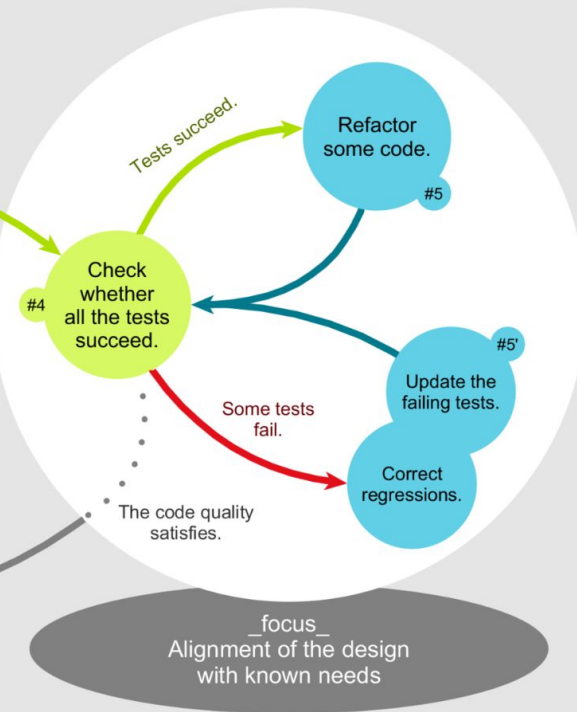 Tests succeed.
Refactor
some code.
#5
Check
whether
all the tests
succeed.
#4
#5'
Update the
failing tests.
Some tests
fail.
Correct
regressions.
The code quality
satisfies.
_focus_
Alignment of the design
with known needs